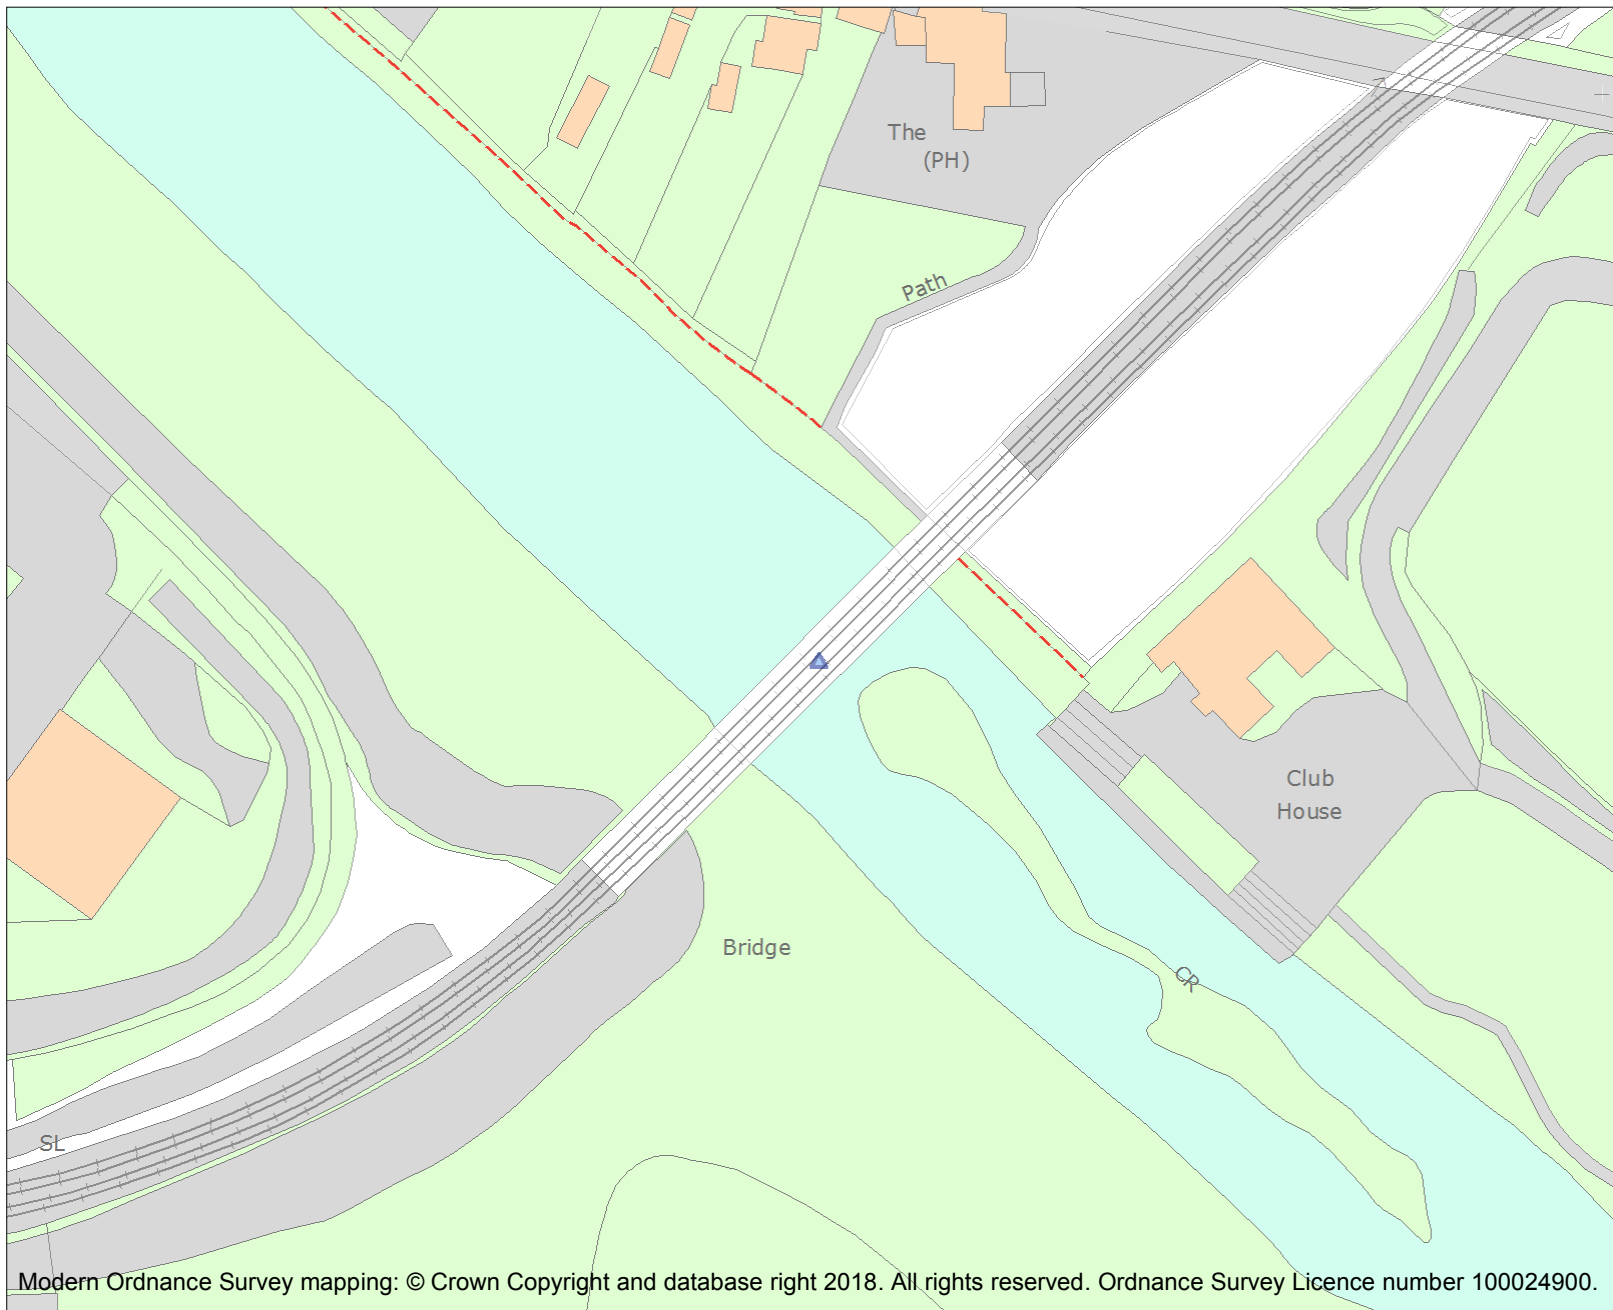 The
(PH)
Path
Club
House
Bridge
CR
SL
Modern Ordnance Survey mapping: © Crown Copyright and database right 2018. All rights reserved. Ordnance Survey Licence number 100024900.